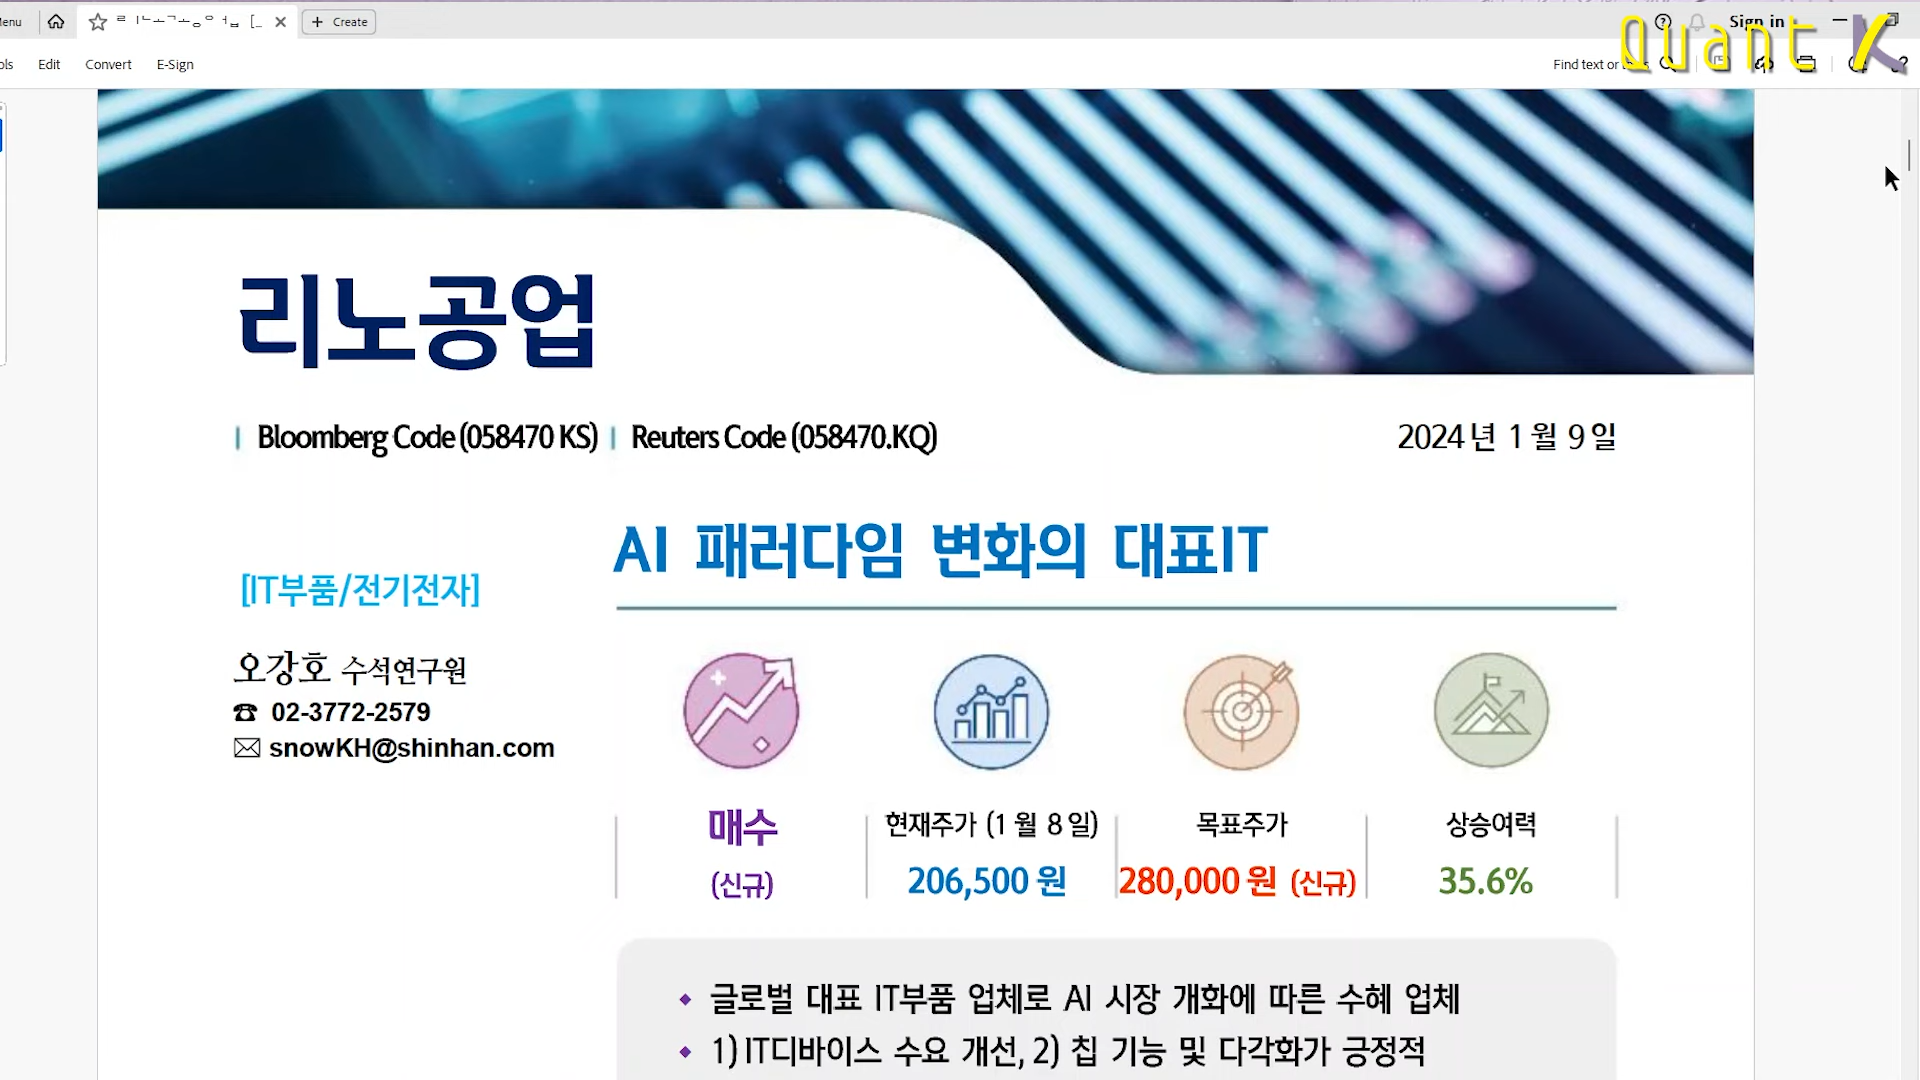 Create
Sign in
Edit
Convert
E-Sign
Find text or
Quant K
리노공업
Bloomberg Code (058470 KS)
Reuters Code (058470.KQ)
2024년 1월 9일
AI 패러다임 변화의 대표IT
[IT부품/전기전자]
오강호 수석연구원
☎ 02-3772-2579
snowKH@shinhan.com
매수
(신규)
현재주가 (1월 8일)
206,500 원
목표주가
280,000 원 (신규)
상승여력
35.6%
글로벌 대표 IT부품 업체로 AI 시장 개화에 따른 수혜 업체
1) IT디바이스 수요 개선, 2) 칩 기능 및 다각화가 긍정적